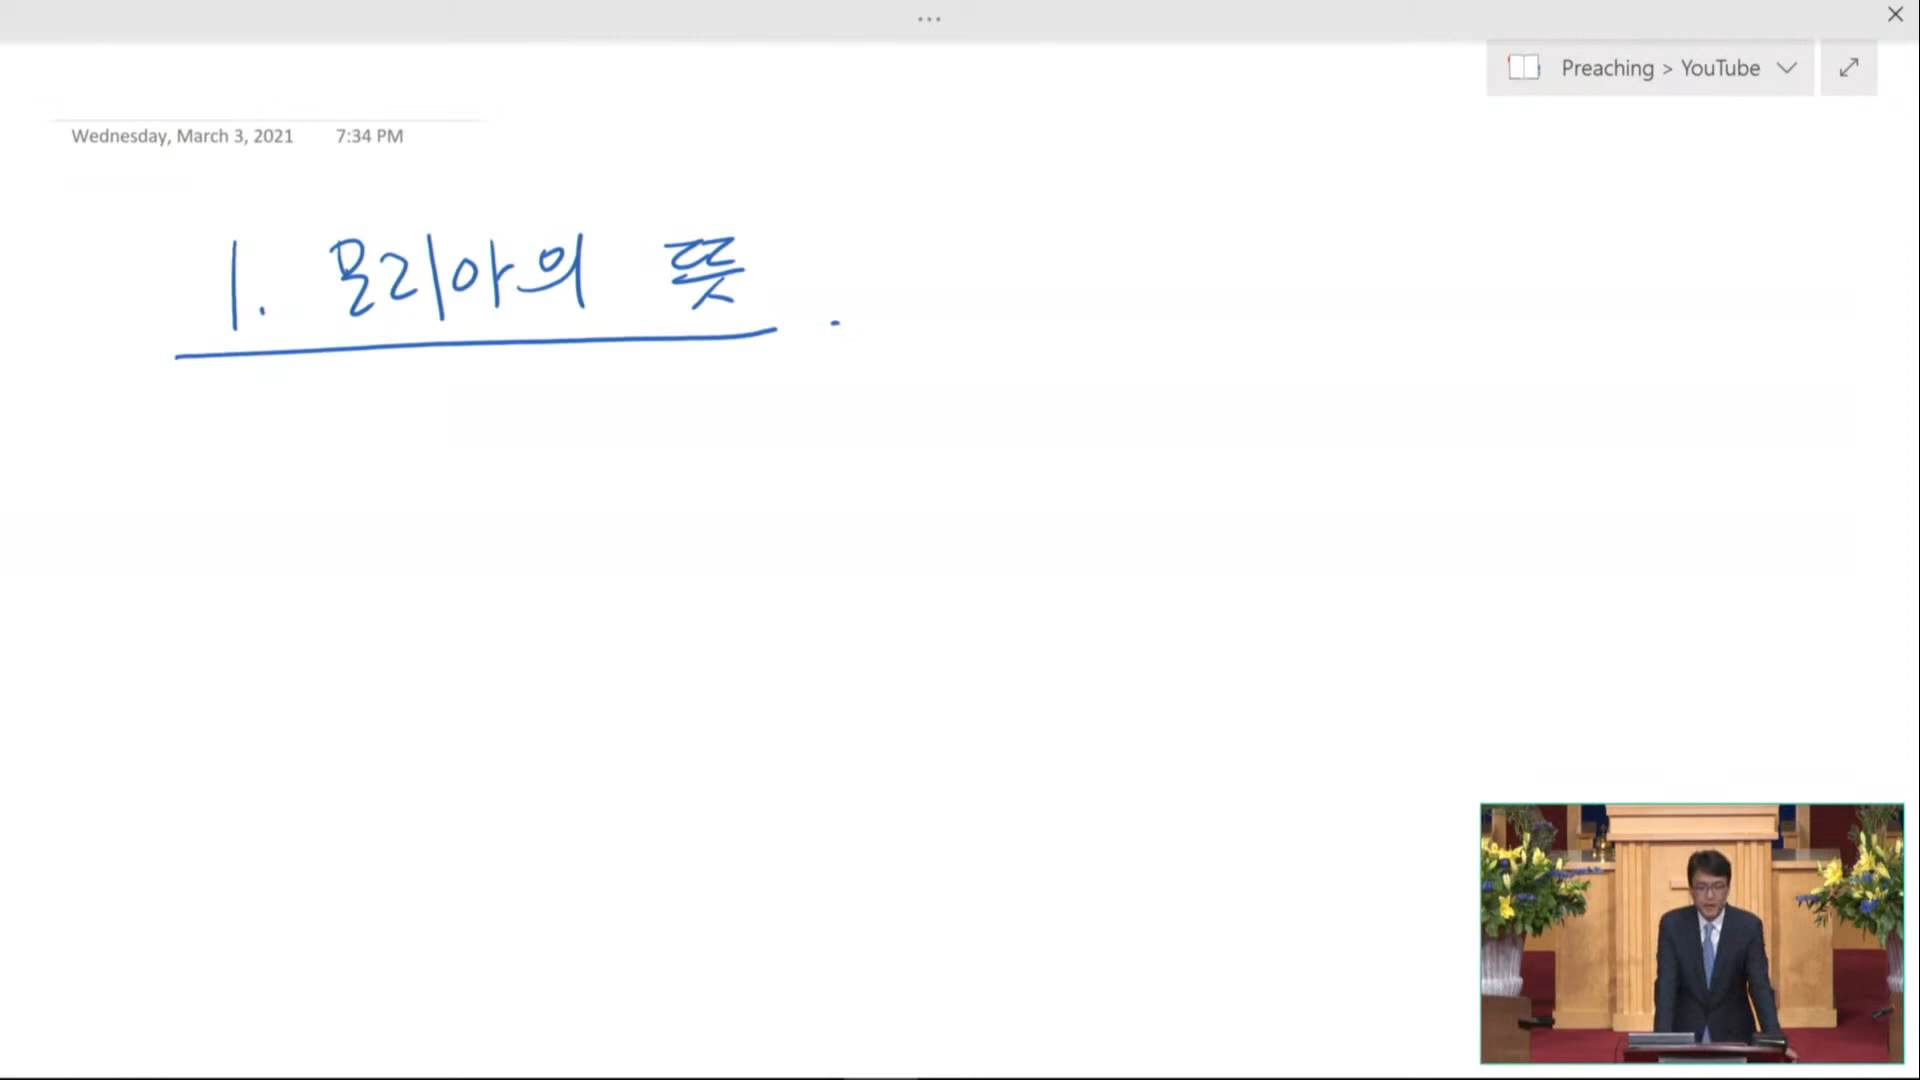 Preaching > YouTube
Wednesday, March 3, 2021 7:34 PM
1. 모리아의 뜻